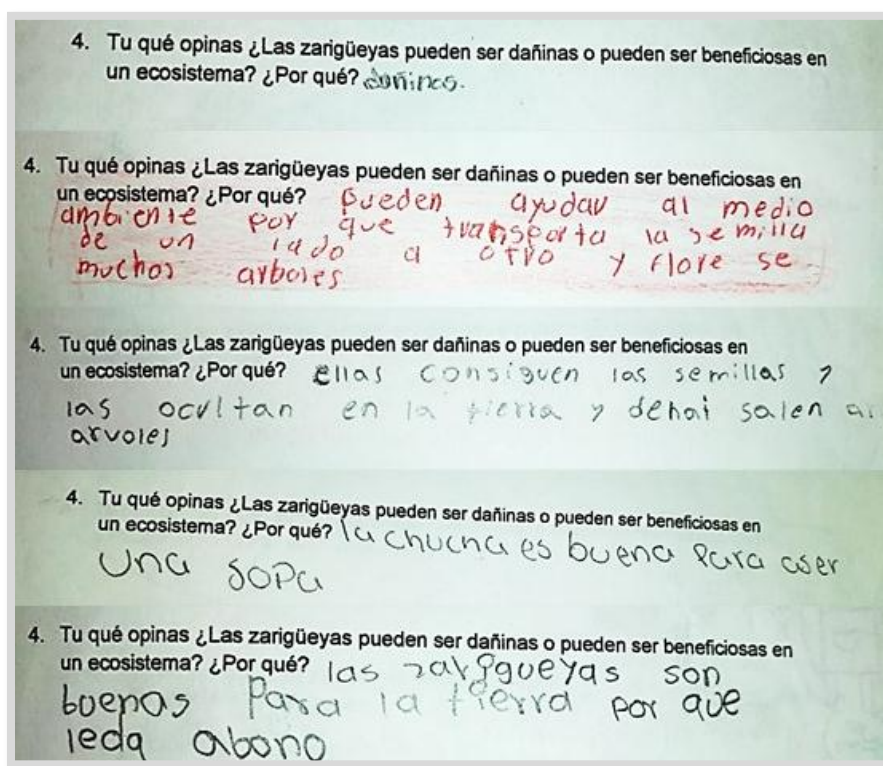 4. Tu qué opinas ¿Las zarigüeyas pueden ser dañinas o pueden ser beneficiosas en
un ecosistema? ¿Por qué? dañinas.
4. Tu qué opinas ¿Las zarigüeyas pueden ser dañinas o pueden ser beneficiosas en
un ecosistema? ¿Por qué? Pueden ayudar al medio
ambiente por que transporta la semilla
de un lado a otro y flore se
muchos arboles
4. Tu qué opinas ¿Las zarigüeyas pueden ser dañinas o pueden ser beneficiosas en
un ecosistema? ¿Por qué? Ellas consiguen las semillas y
las ocultan en la tierra y dehai salen ar
arvoles
4. Tu qué opinas ¿Las zarigüeyas pueden ser dañinas o pueden ser beneficiosas en
un ecosistema? ¿Por qué? la chucha es buena para aser
una sopa
4. Tu qué opinas ¿Las zarigüeyas pueden ser dañinas o pueden ser beneficiosas en
un ecosistema? ¿Por qué? las zarigueyas son
buenas para la tierra por que
leda abono